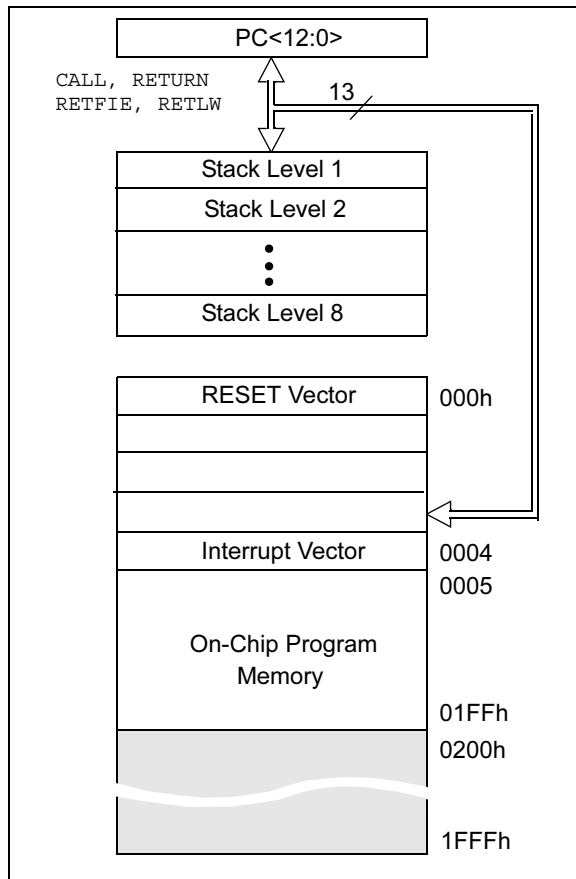 PC<12:0>
CALL, RETURN
RETFIE, RETLW
13
Stack Level 1
Stack Level 2
Stack Level 8
RESET Vector
000h
Interrupt Vector
0004
0005
On-Chip Program
Memory
01FFh
0200h
1FFFh